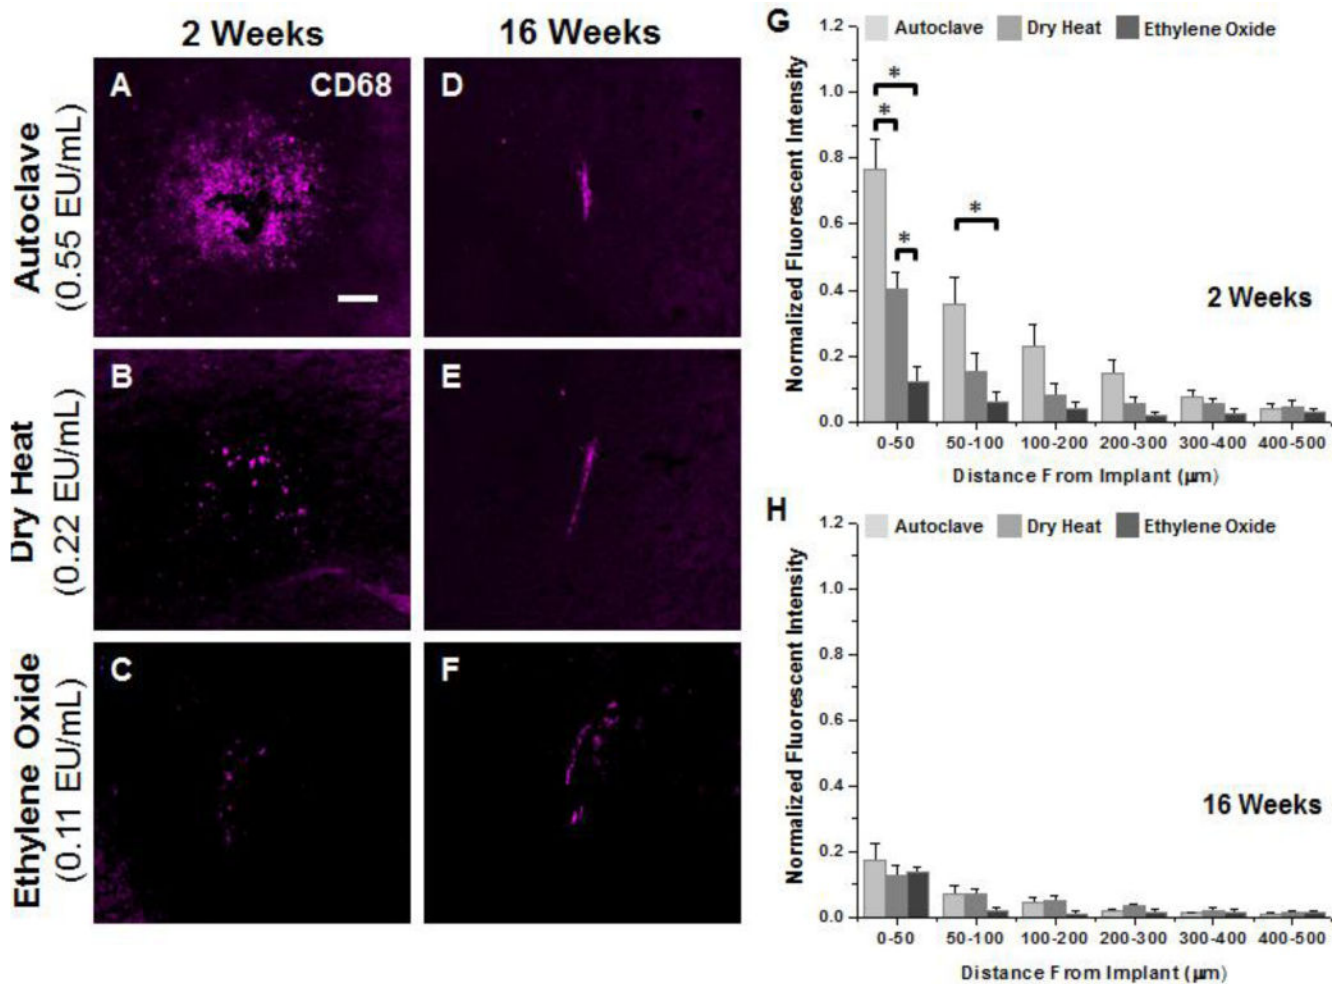 2 Weeks
16 Weeks
Autoclave
(0.55 EU/mL)
Dry Heat
(0.22 EU/mL)
Ethylene Oxide
(0.11 EU/mL)
A
CD68
D
B
E
C
F
G
Autoclave
Dry Heat
Ethylene Oxide
Normalized Fluorescent Intensity
1.2
1.0
0.8
0.6
0.4
0.2
0.0
*
*
*
*
2 Weeks
0-50
50-100
100-200
200-300
300-400
400-500
Distance From Implant (μm)
H
Autoclave
Dry Heat
Ethylene Oxide
Normalized Fluorescent Intensity
1.2
1.0
0.8
0.6
0.4
0.2
0.0
16 Weeks
0-50
50-100
100-200
200-300
300-400
400-500
Distance From Implant (μm)